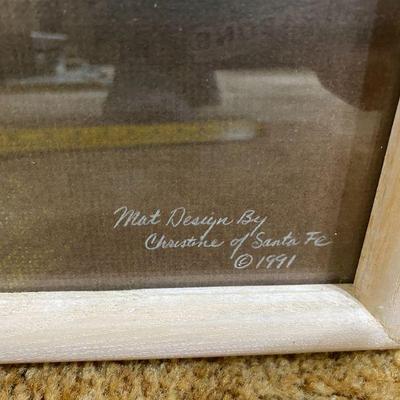 Mat Design By
Christine of Santa Fe
© 1991